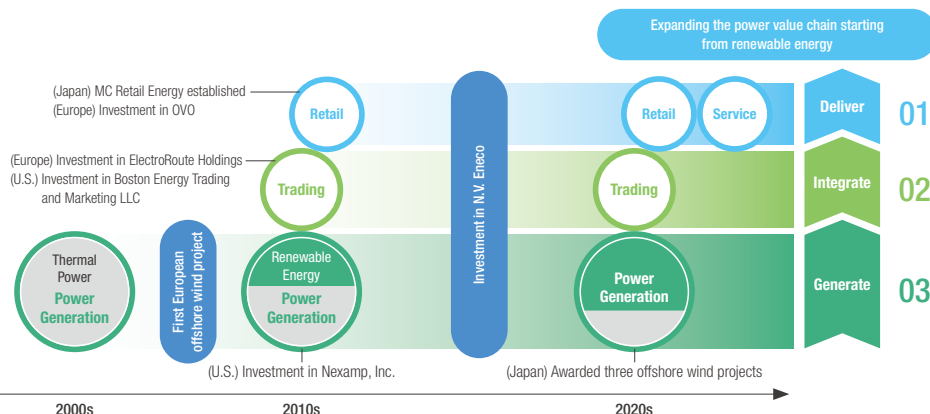 Expanding the power value chain starting
from renewable energy
(Japan) MC Retail Energy established
(Europe) Investment in OVO
Retail
Retail
Service
Deliver
01
(Europe) Investment in ElectroRoute Holdings
(U.S.) Investment in Boston Energy Trading
and Marketing LLC
Trading
Investment in N.V. Eneco
Trading
Integrate
02
Thermal
Power
Power
Generation
First European
offshore wind project
Renewable
Energy
Power
Generation
Power
Generation
Generate
03
(U.S.) Investment in Nexamp, Inc.
(Japan) Awarded three offshore wind projects
2000s
2010s
2020s